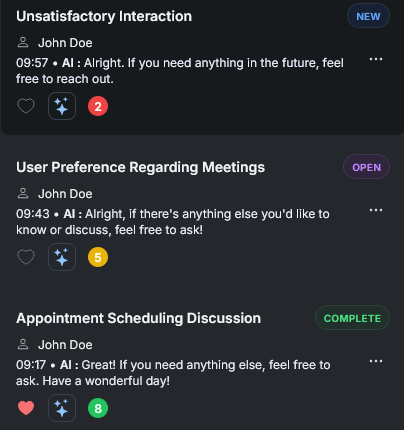 Unsatisfactory Interaction
NEW
John Doe
09:57 • AI : Alright. If you need anything in the future, feel
free to reach out.
2
User Preference Regarding Meetings
OPEN
John Doe
09:43 • AI : Alright, if there's anything else you'd like to
know or discuss, feel free to ask!
5
Appointment Scheduling Discussion
COMPLETE
John Doe
09:17 • AI : Great! If you need anything else, feel free to
ask. Have a wonderful day!
8